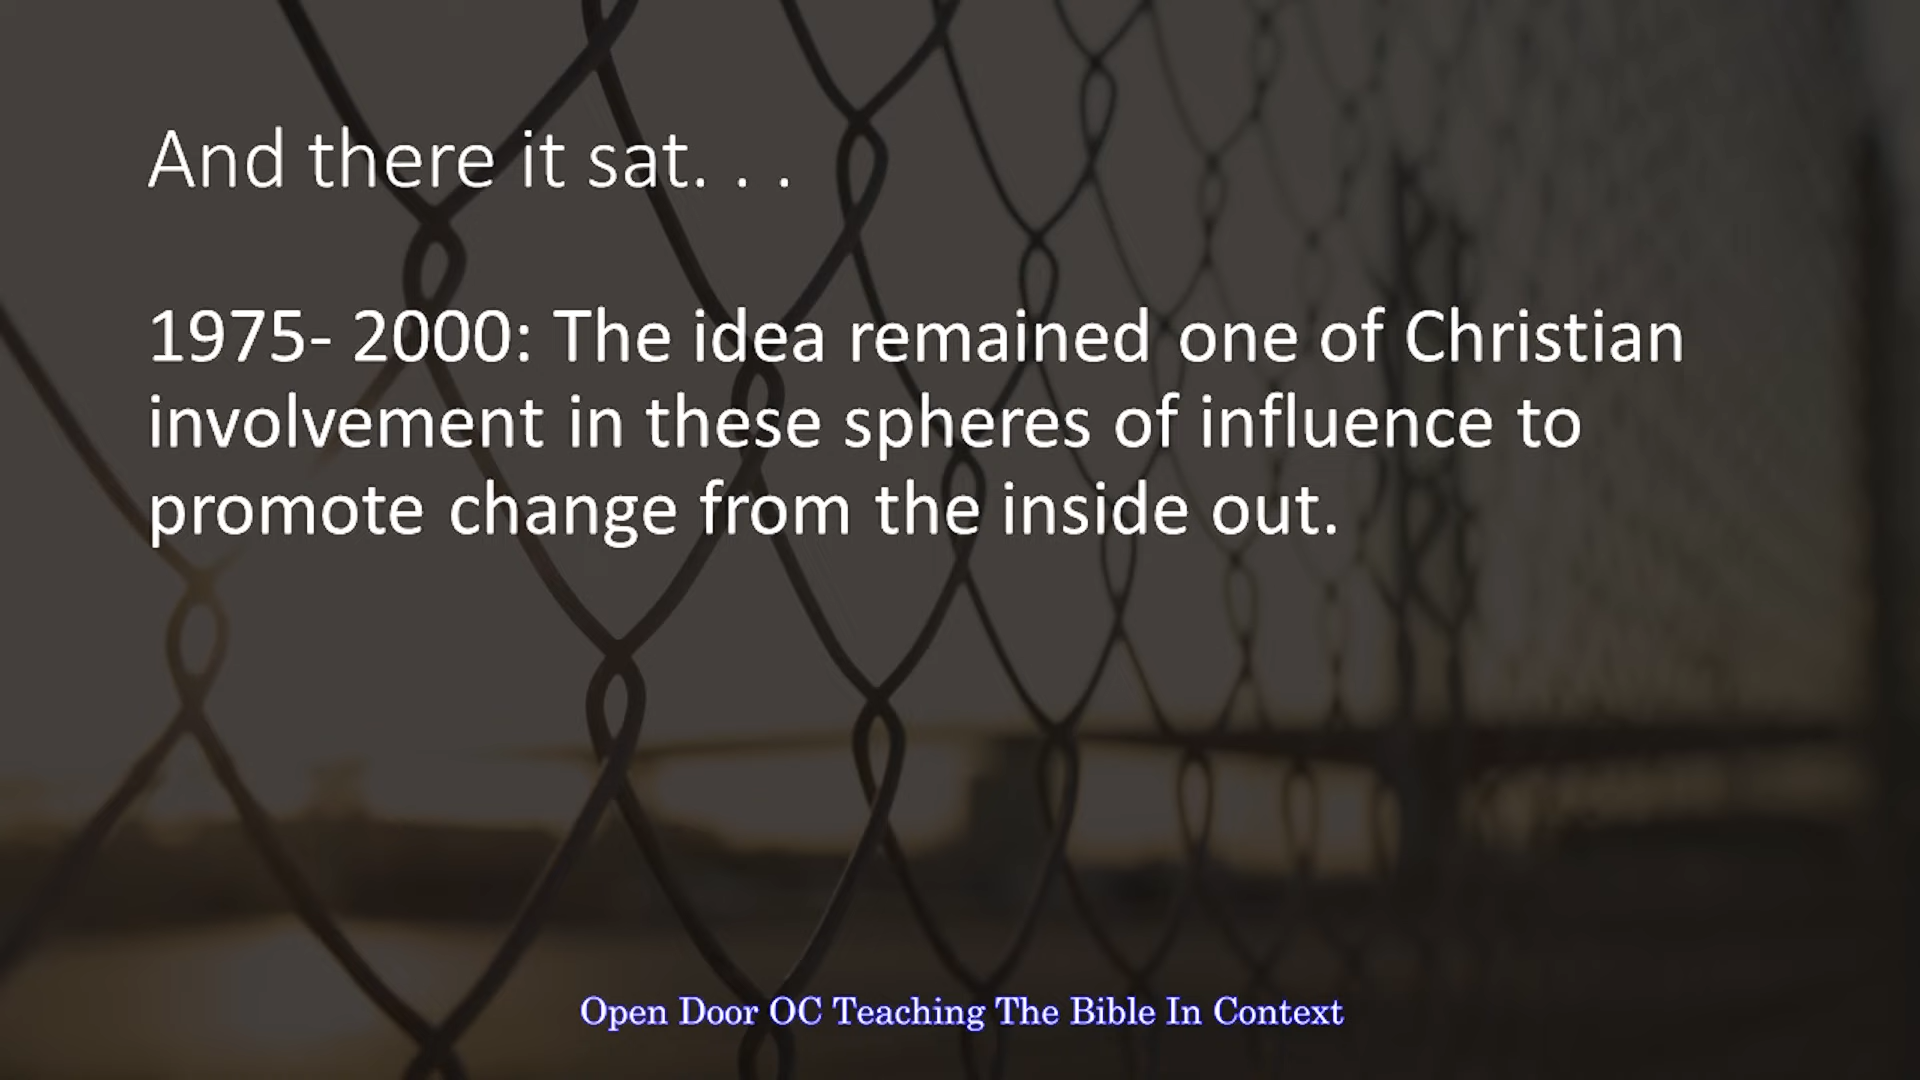 And there it sat. . .
1975- 2000: The idea remained one of Christian
involvement in these spheres of influence to
promote change from the inside out.
Open Door OC Teaching The Bible In Context